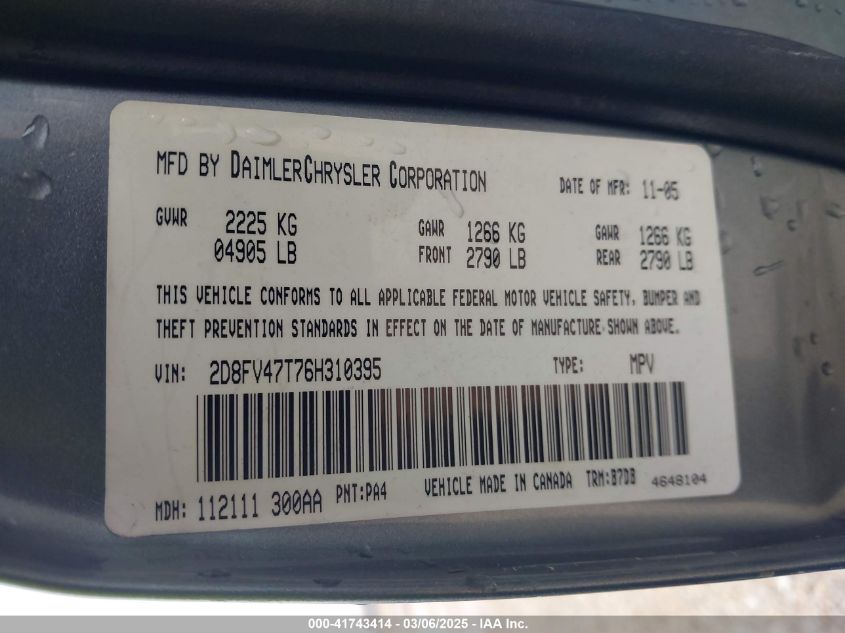 MFD BY DAIMLERCHRYSLER CORPORATION DATE OF MFR: 11-05
GVWR 2225 KG GAWR 1266 KG GAWR 1266 KG
04905 LB FRONT 2790 LB REAR 2790 LB
THIS VEHICLE CONFORMS TO ALL APPLICABLE FEDERAL MOTOR VEHICLE SAFETY, BUMPER AND
THEFT PREVENTION STANDARDS IN EFFECT ON THE DATE OF MANUFACTURE SHOWN ABOVE.
VIN: 2D8FV47T76H310395 TYPE: MPV
MDH: 112111 300AA PNT:PA4 VEHICLE MADE IN CANADA TRM:B7DB 4648104
000-41743414 - 03/06/2025 - IAA Inc.